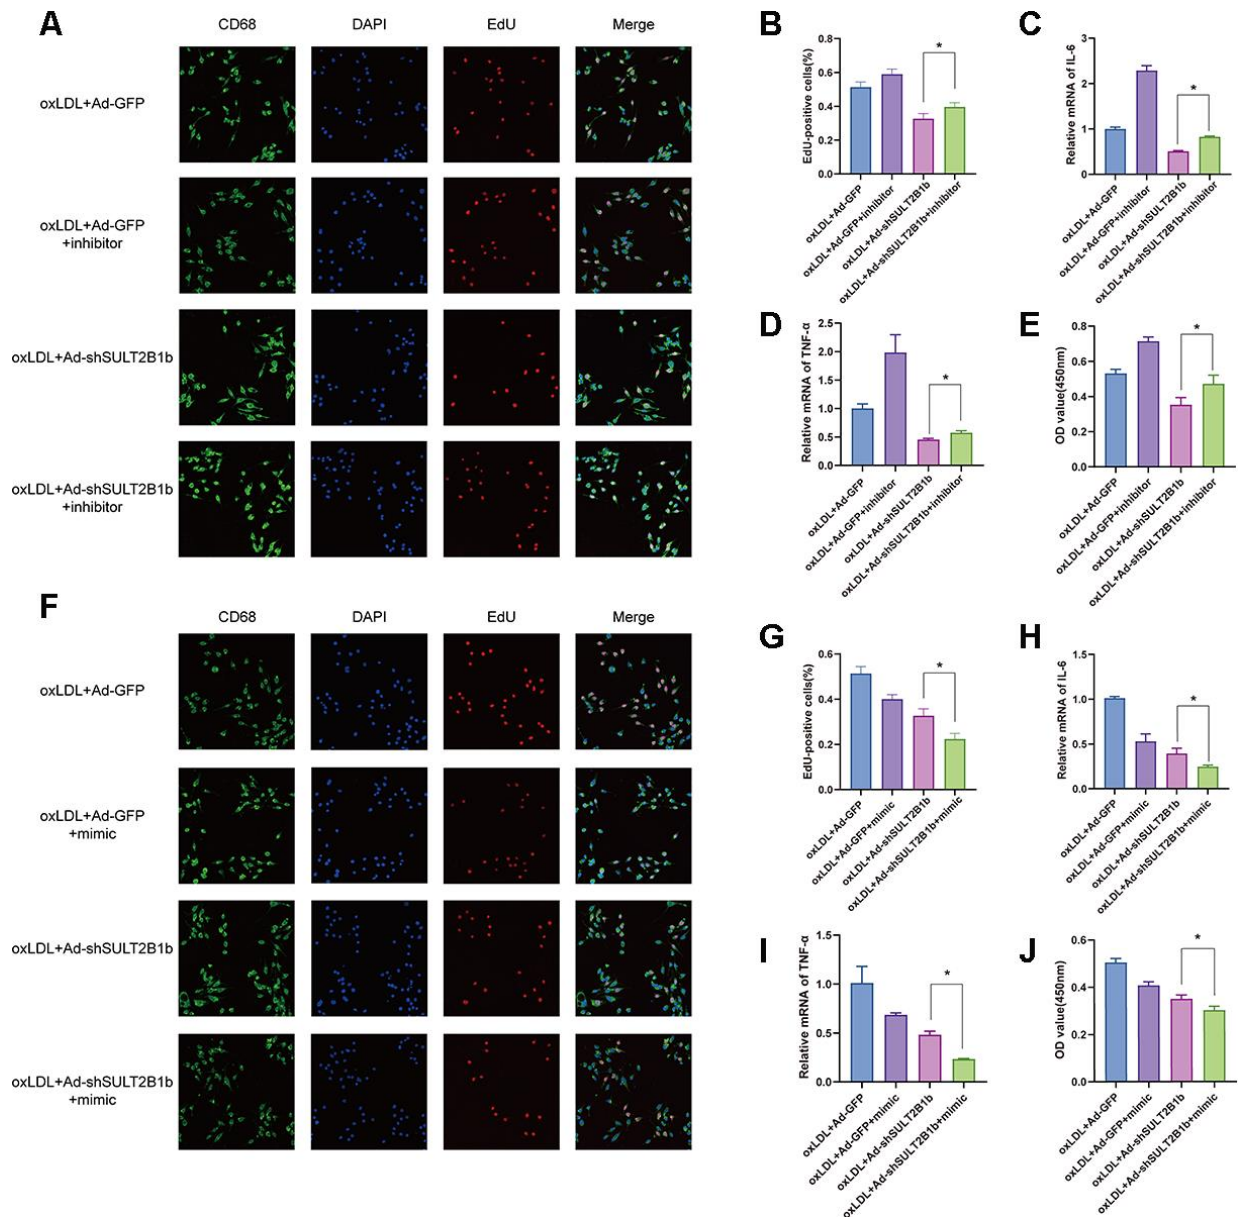 A
CD68 DAPI EdU Merge
oxLDL+Ad-GFP
oxLDL+Ad-GFP
+inhibitor
oxLDL+Ad-shSULT2B1b
oxLDL+Ad-shSULT2B1b
+inhibitor
B
EdU-positive cells(%)
0.8
0.6
0.4
0.2
0.0
*
oxLDL+Ad-GFP
oxLDL+Ad-GFP+inhibitor
oxLDL+Ad-shSULT2B1b
oxLDL+Ad-shSULT2B1b+inhibitor
C
Relative mRNA of IL-6
3
2
1
0
*
oxLDL+Ad-GFP
oxLDL+Ad-GFP+inhibitor
oxLDL+Ad-shSULT2B1b
oxLDL+Ad-shSULT2B1b+inhibitor
D
Relative mRNA of TNF-α
2.5
2.0
1.5
1.0
0.5
0.0
*
oxLDL+Ad-GFP
oxLDL+Ad-GFP+inhibitor
oxLDL+Ad-shSULT2B1b
oxLDL+Ad-shSULT2B1b+inhibitor
E
OD value(450nm)
0.8
0.6
0.4
0.2
0.0
*
oxLDL+Ad-GFP
oxLDL+Ad-GFP+inhibitor
oxLDL+Ad-shSULT2B1b
oxLDL+Ad-shSULT2B1b+inhibitor
F
CD68 DAPI EdU Merge
oxLDL+Ad-GFP
oxLDL+Ad-GFP
+mimic
oxLDL+Ad-shSULT2B1b
oxLDL+Ad-shSULT2B1b
+mimic
G
EdU-positive cells(%)
0.6
0.4
0.2
0.0
*
oxLDL+Ad-GFP
oxLDL+Ad-GFP+mimic
oxLDL+Ad-shSULT2B1b
oxLDL+Ad-shSULT2B1b+mimic
H
Relative mRNA of IL-6
1.5
1.0
0.5
0.0
*
oxLDL+Ad-GFP
oxLDL+Ad-GFP+mimic
oxLDL+Ad-shSULT2B1b
oxLDL+Ad-shSULT2B1b+mimic
I
Relative mRNA of TNF-α
1.5
1.0
0.5
0.0
*
oxLDL+Ad-GFP
oxLDL+Ad-GFP+mimic
oxLDL+Ad-shSULT2B1b
oxLDL+Ad-shSULT2B1b+mimic
J
OD value(450nm)
0.6
0.4
0.2
0.0
*
oxLDL+Ad-GFP
oxLDL+Ad-GFP+mimic
oxLDL+Ad-shSULT2B1b
oxLDL+Ad-shSULT2B1b+mimic